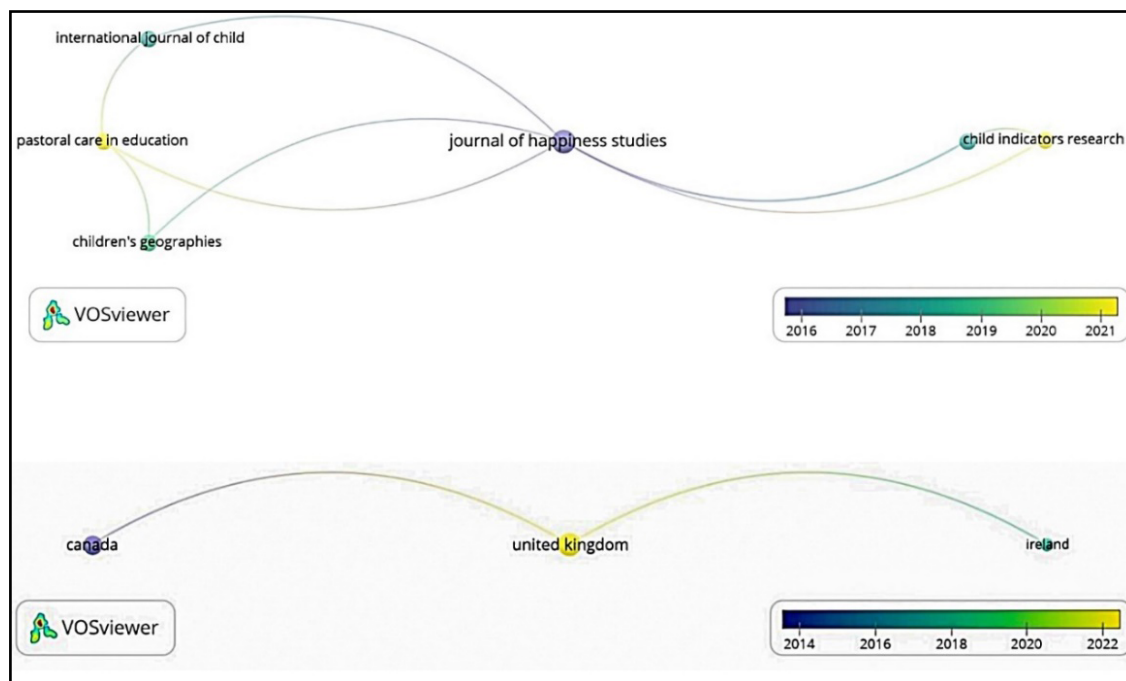 international journal of child
pastoral care in education
journal of happiness studies
child indicators research
children's geographies
VOSviewer
2016 2017 2018 2019 2020 2021
canada
united kingdom
ireland
VOSviewer
2014 2016 2018 2020 2022